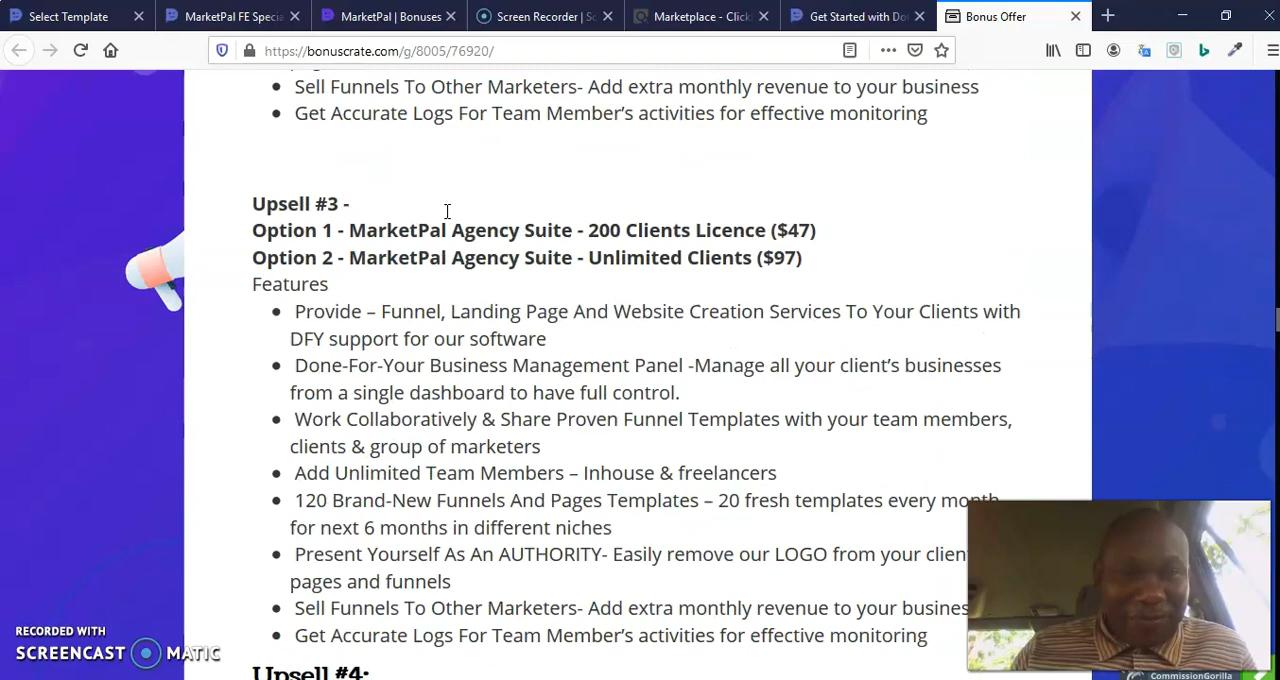 Select Template
MarketPal FE Specia
MarketPal | Bonuses
Screen Recorder | Sc
Marketplace - Click
Get Started with Do
Bonus Offer
https://bonuscrate.com/g/8005/76920/
Sell Funnels To Other Marketers- Add extra monthly revenue to your business
Get Accurate Logs For Team Member’s activities for effective monitoring
Upsell #3 -
Option 1 - MarketPal Agency Suite - 200 Clients Licence ($47)
Option 2 - MarketPal Agency Suite - Unlimited Clients ($97)
Features
Provide – Funnel, Landing Page And Website Creation Services To Your Clients with
DFY support for our software
Done-For-Your Business Management Panel -Manage all your client’s businesses
from a single dashboard to have full control.
Work Collaboratively & Share Proven Funnel Templates with your team members,
clients & group of marketers
Add Unlimited Team Members – Inhouse & freelancers
120 Brand-New Funnels And Pages Templates – 20 fresh templates every month
for next 6 months in different niches
Present Yourself As An AUTHORITY- Easily remove our LOGO from your clien
pages and funnels
Sell Funnels To Other Marketers- Add extra monthly revenue to your busines
Get Accurate Logs For Team Member’s activities for effective monitoring
Upsell #4:
RECORDED WITH
SCREENCAST MATIC
CommissionGorilla